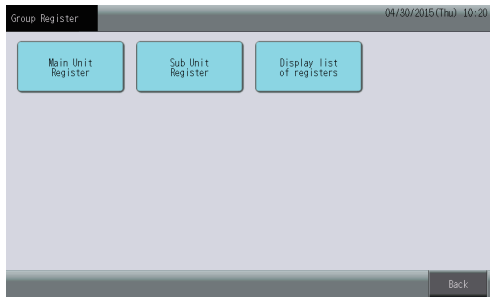 Group Register
04/30/2015(Thu) 10:20
Main Unit
Register
Sub Unit
Register
Display list
of registers
Back